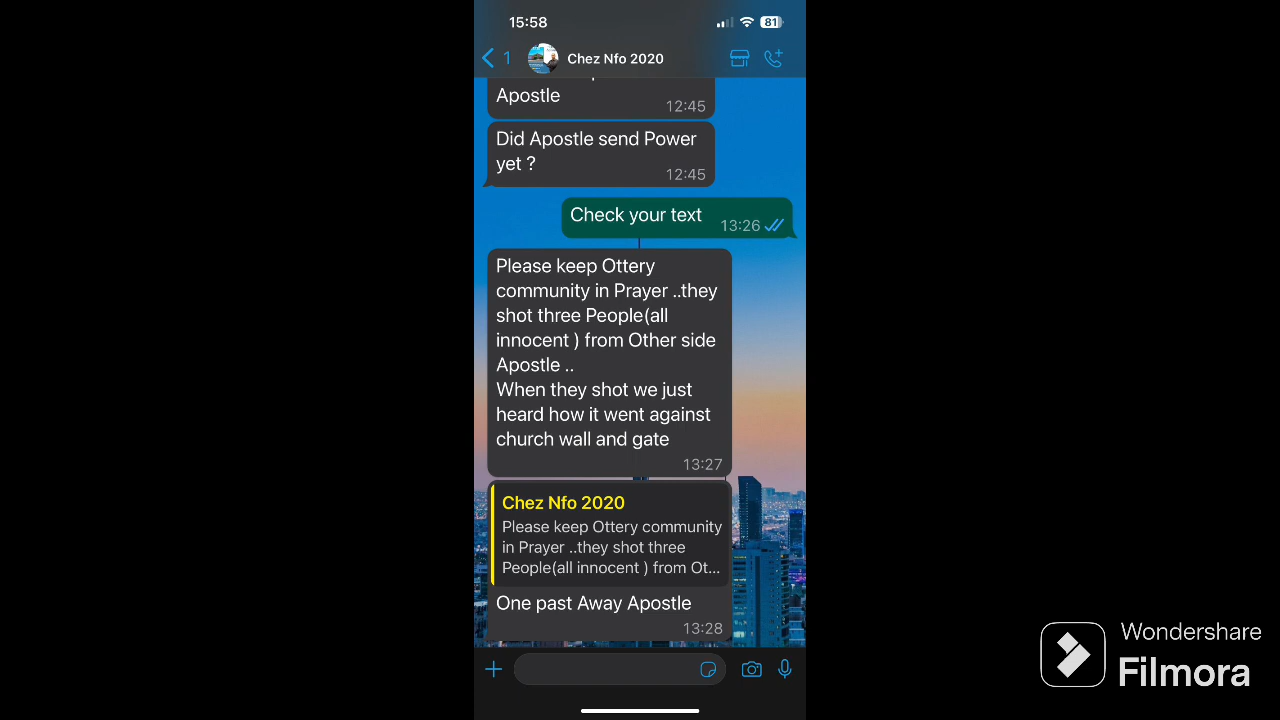 15:58
81
1
Chez Nfo 2020
Apostle
12:45
Did Apostle send Power
yet ?
12:45
Check your text
13:26
Please keep Ottery
community in Prayer ..they
shot three People(all
innocent ) from Other side
Apostle ..
When they shot we just
heard how it went against
church wall and gate
13:27
Chez Nfo 2020
Please keep Ottery community
in Prayer ..they shot three
People(all innocent ) from Ot...
One past Away Apostle
13:28
Wondershare
Filmora